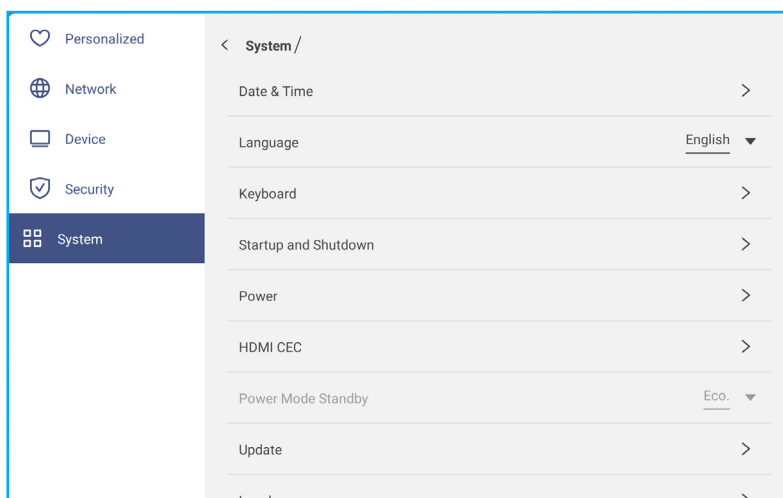 Personalized
Network
Device
Security
System
System/
Date & Time
Language English
Keyboard
Startup and Shutdown
Power
HDMI CEC
Power Mode Standby Eco.
Update